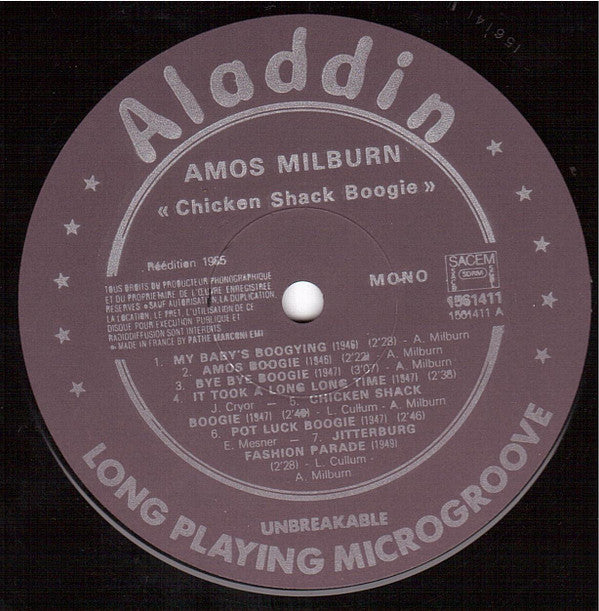 Aladdin
AMOS MILBURN
« Chicken Shack Boogie »
Réédition 1985
MONO
SACEM
SDRM
1561411
1561411 A
TOUS DROITS DU PRODUCTEUR PHONOGRAPHIQUE
ET DU PROPRIETAIRE DE L'ŒUVRE ENREGISTREE
RESERVES « SAUF AUTORISATION, LA DUPLICATION,
LA LOCATION, LE PRET, L'UTILISATION DE CE
DISQUE POUR EXECUTION PUBLIQUE ET
RADIODIFFUSION SONT INTERDITS
» MADE IN FRANCE BY PATHE MARCONI EMI
1. MY BABY'S BOOGYING (1946) (2'28) - A. Milburn
2. AMOS BOOGIE (1946) (2'22) - A. Milburn
3. BYE BYE BOOGIE (1947) (3'07) - A. Milburn
4. IT TOOK A LONG LONG TIME (1947) (2'38)
J. Cryor - 5. CHICKEN SHACK
BOOGIE (1947) - L. Cullum - A. Milburn
6. POT LUCK BOOGIE (1947) (2'46)
E. Mesner - 7. JITTERBURG
FASHION PARADE (1949)
(2'28) - L. Cullum -
A. Milburn
UNBREAKABLE
LONG PLAYING MICROGROOVE